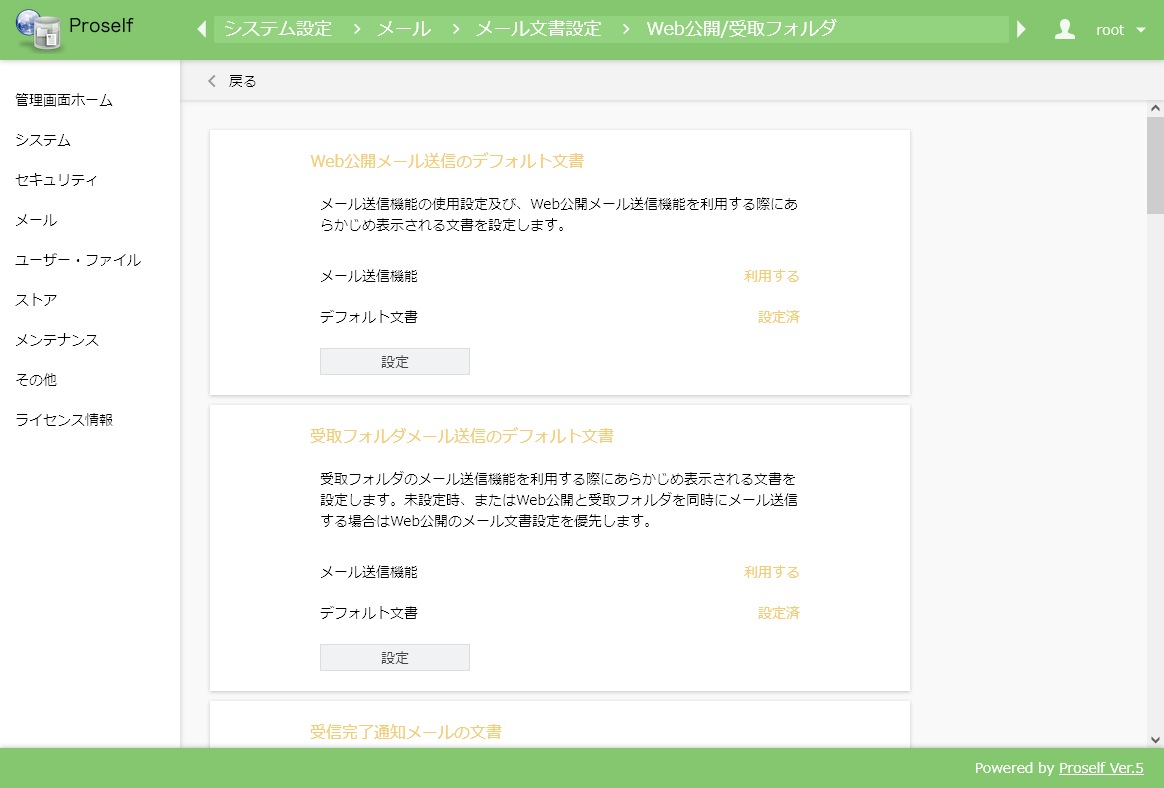 Proself
システム設定 メール メール文書設定 Web公開/受取フォルダ
root
戻る
管理画面ホーム
システム
セキュリティ
メール
ユーザー・ファイル
ストア
メンテナンス
その他
ライセンス情報
Web公開メール送信のデフォルト文書
メール送信機能の使用設定及び、Web公開メール送信機能を利用する際にあ
らかじめ表示される文書を設定します。
メール送信機能 利用する
デフォルト文書 設定済
設定
受取フォルダメール送信のデフォルト文書
受取フォルダのメール送信機能を利用する際にあらかじめ表示される文書を
設定します。未設定時、またはWeb公開と受取フォルダを同時にメール送信
する場合はWeb公開のメール文書設定を優先します。
メール送信機能 利用する
デフォルト文書 設定済
設定
受信完了通知メールの文書
Powered by Proself Ver.5